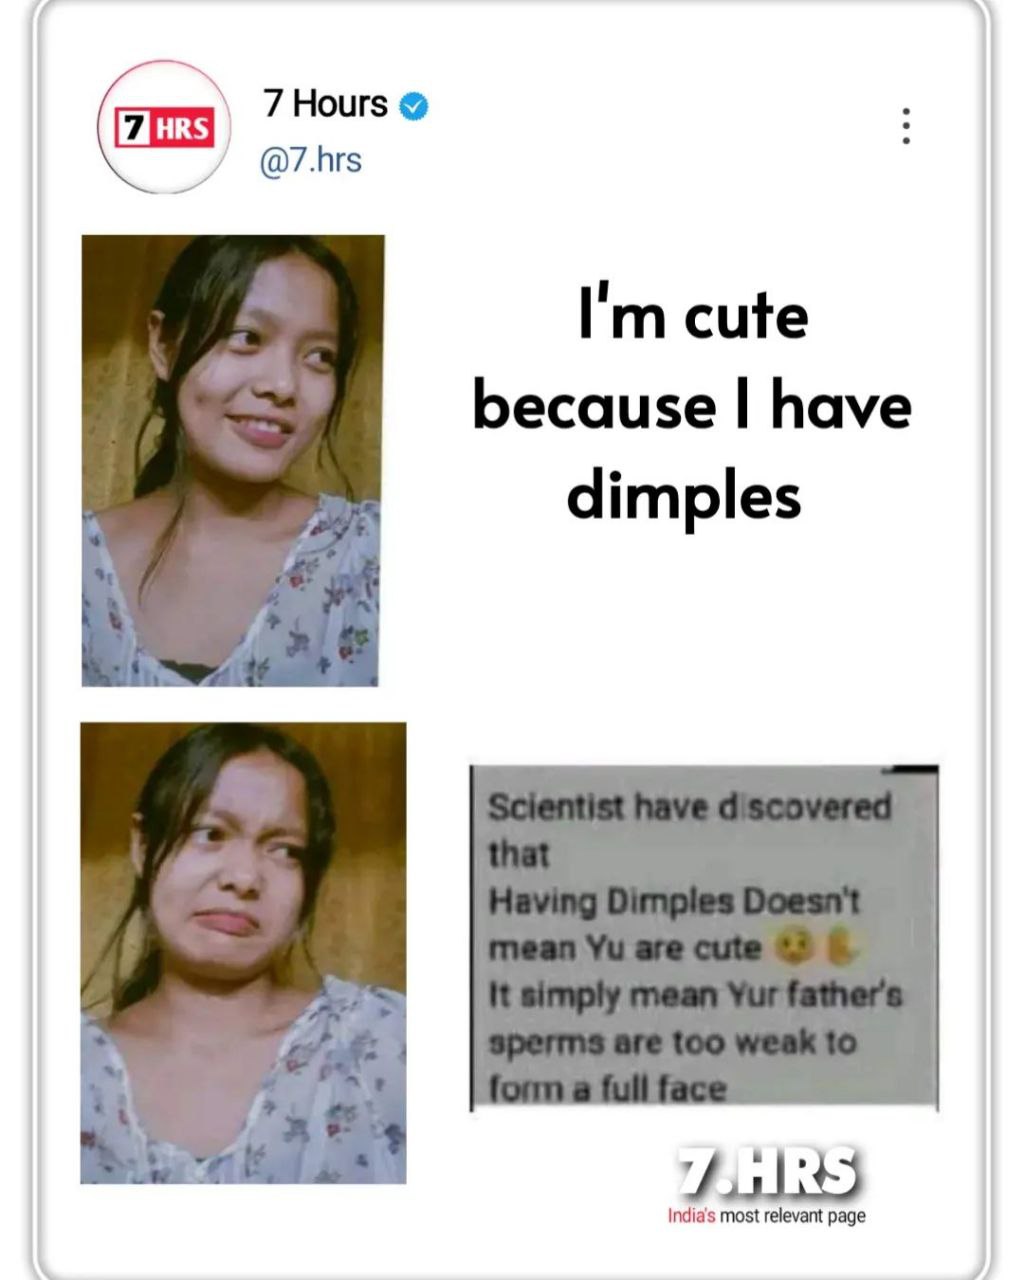 7 HRS
7 Hours
@7.hrs
I'm cute
because I have
dimples
Scientist have discovered
that
Having Dimples Doesn't
mean Yu are cute 😢✋
It simply mean Yur father's
sperms are too weak to
form a full face
7.HRS
India's most relevant page